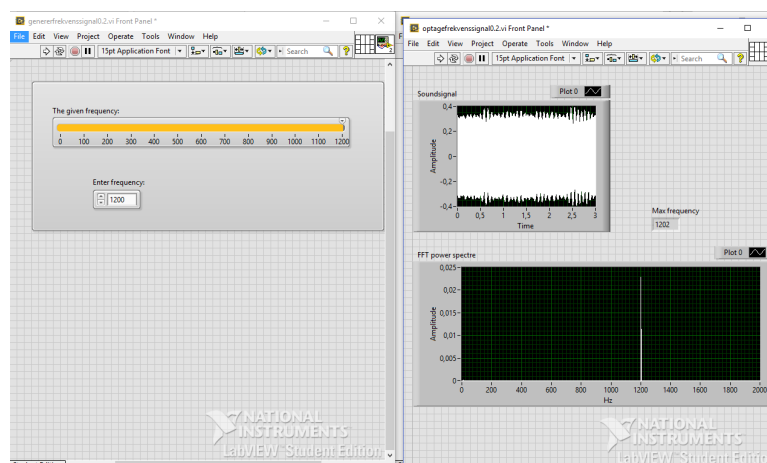 genererfrekvenssignal0.2.vi Front Panel *
File Edit View Project Operate Tools Window Help
15pt Application Font
Search
The given frequency:
0 100 200 300 400 500 600 700 800 900 1000 1100 1200
Enter frequency:
1200
NATIONAL
INSTRUMENTS
LabVIEW Student Edition
optagefrekvenssignal0.2.vi Front Panel *
File Edit View Project Operate Tools Window Help
15pt Application Font
Search
Soundsignal
Plot 0
0,4
0,2
0
-0,2
-0,4
Amplitude
0 0,5 1 1,5 2 2,5 3
Time
Max frequency
1202
FFT power spectre
Plot 0
0,025
0,02
0,015
0,01
0,005
0
Amplitude
0 200 400 600 800 1000 1200 1400 1600 1800 2000
Hz
NATIONAL
INSTRUMENTS
LabVIEW Student Editio